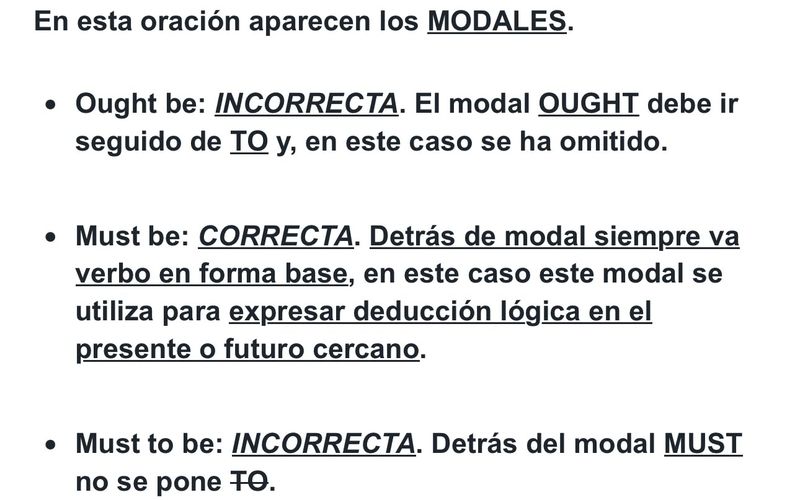 En esta oración aparecen los MODALES.
• Ought be: INCORRECTA. El modal OUGHT debe ir
seguido de TO y, en este caso se ha omitido.
• Must be: CORRECTA. Detrás de modal siempre va
verbo en forma base, en este caso este modal se
utiliza para expresar deducción lógica en el
presente o futuro cercano.
• Must to be: INCORRECTA. Detrás del modal MUST
no se pone TO.